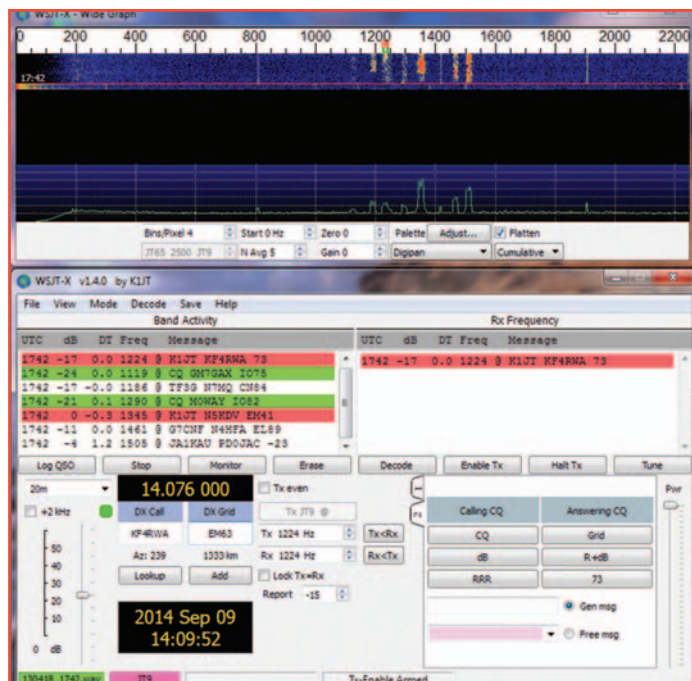 WSJT-X - Wide Graph
0 200 400 600 800 1000 1200 1400 1600 1800 2000 2200
17:42
Bins/Pixel 4 Start 0 Hz Zero 0 Palette Adjust... Flatten
JT65 2500 JT9 N Avg 5 Gain 0 Digipan Cumulative
WSJT-X v1.4.0 by K1JT
File View Mode Decode Save Help
Band Activity Rx Frequency
UTC dB DT Freq Message UTC dB DT Freq Message
1742 -17 0.0 1224 @ K1JT KF4RWA 73 1742 -17 0.0 1224 @ K1JT KF4RWA 73
1742 -24 0.0 1119 @ CQ GM7GAX IO75
1742 -17 -0.0 1186 @ TF3G N7MQ CN84
1742 -21 0.1 1290 @ CQ M0WAY IO82
1742 0 -0.3 1345 @ K1JT N5KDV EM41
1742 -11 0.0 1461 @ G7CNF N4HFA EL89
1742 -4 1.2 1505 @ JA1KAU PD0JAC -23
Log QSO Stop Monitor Erase Decode Enable Tx Halt Tx Tune
20m 14.076 000 Tx even Pwr
+2 kHz DX Call DX Grid Tx JT9 @ Calling CQ Answering CQ
KF4RWA EM63 Tx 1224 Hz Tx<Rx CQ Grid
50 Az: 239 1333 km Rx 1224 Hz Rx<Tx dB R+dB
40 Lookup Add Lock Tx=Rx RRR 73
30 Report -15
20 2014 Sep 09 Gen msg
10 14:09:52 Free msg
0 dB
130418_1742.wav JT9 Tx-Enable Armed